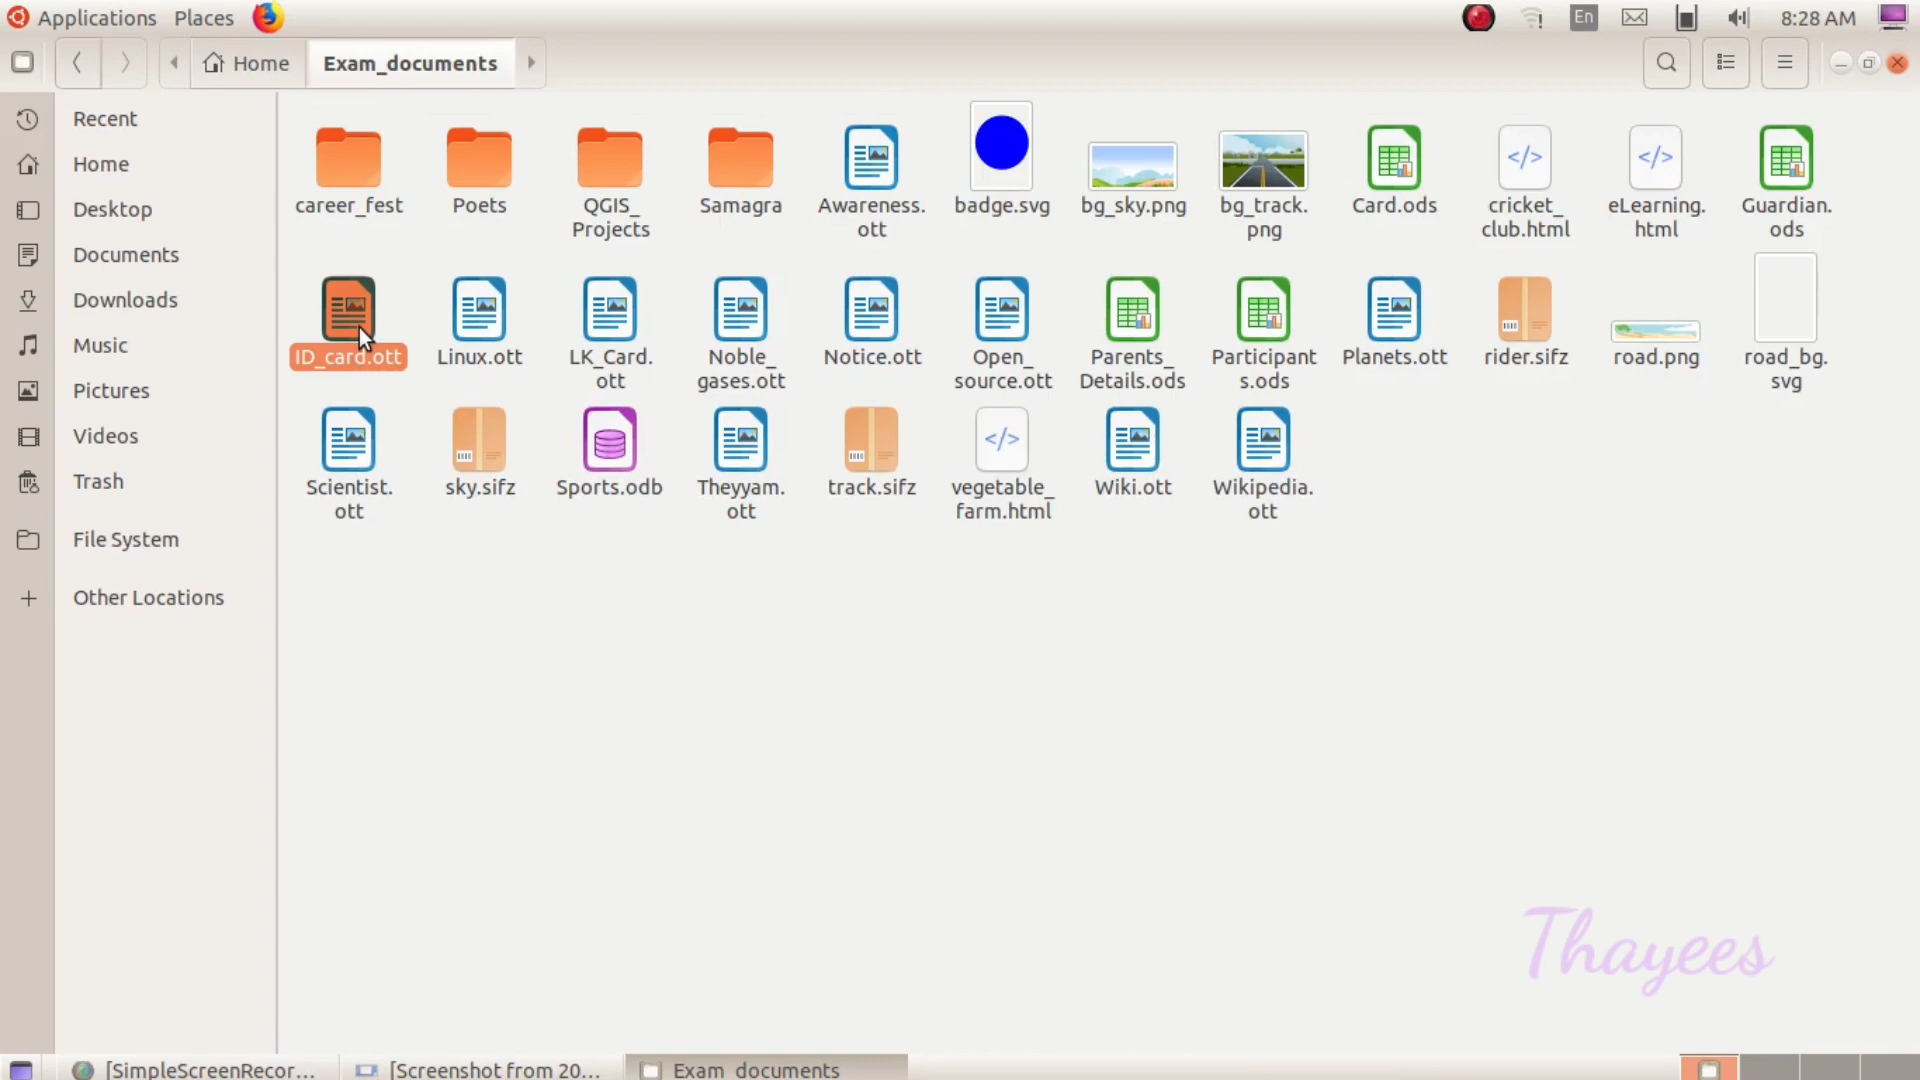 Applications Places En 8:28 AM
Home Exam_documents
Recent
Home
Desktop
Documents
Downloads
Music
Pictures
Videos
Trash
File System
Other Locations
career_fest
Poets
QGIS_
Projects
Samagra
Awareness.
ott
badge.svg
bg_sky.png
bg_track.
png
Card.ods
cricket_
club.html
eLearning.
html
Guardian.
ods
ID_card.ott
Linux.ott
LK_Card.
ott
Noble_
gases.ott
Notice.ott
Open_
source.ott
Parents_
Details.ods
Participant
s.ods
Planets.ott
rider.sifz
road.png
road_bg.
svg
Scientist.
ott
sky.sifz
Sports.odb
Theyyam.
ott
track.sifz
vegetable_
farm.html
Wiki.ott
Wikipedia.
ott
Thayees
[SimpleScreenRecor... [Screenshot from 20... Exam_documents